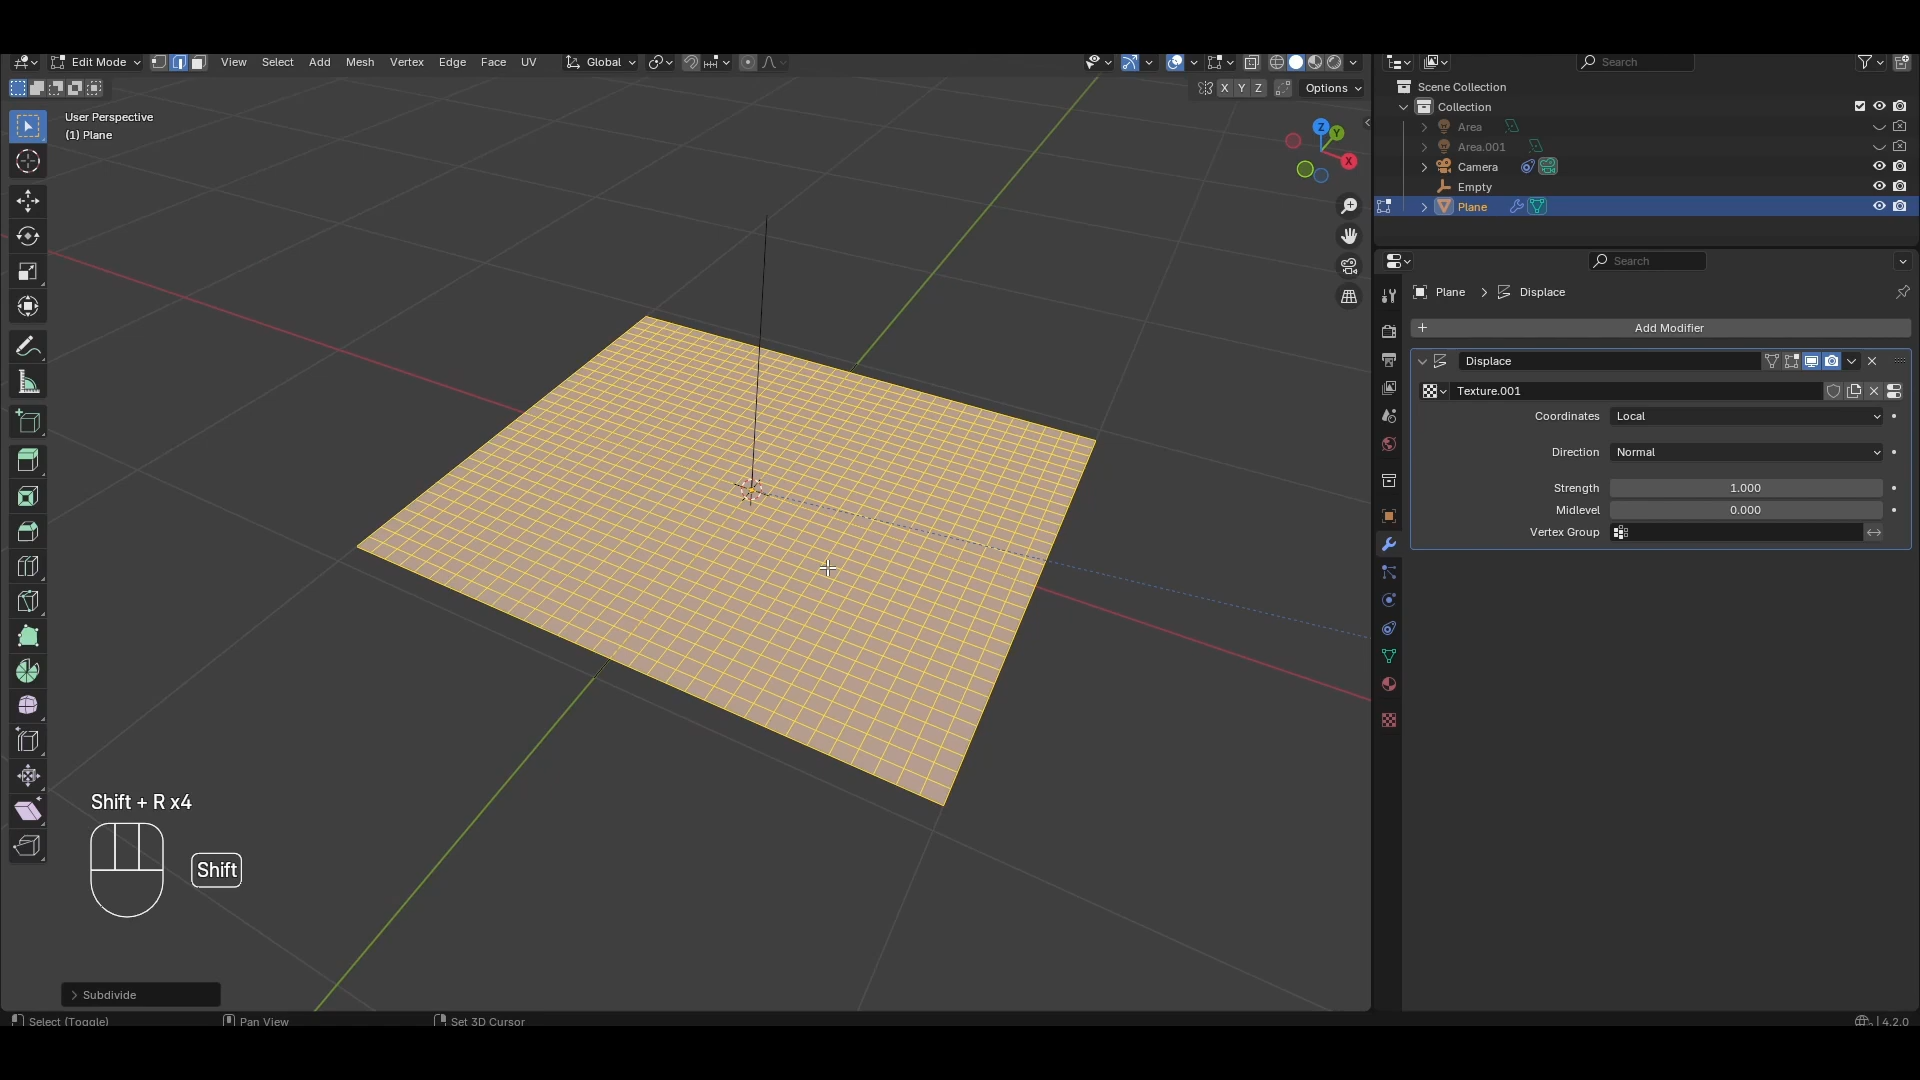 Edit Mode View Select Add Mesh Vertex Edge Face UV Global
X Y Z Options
User Perspective
(1) Plane
Z Y X
Shift + R x4
Shift
Subdivide
Select (Toggle) Pan View Set 3D Cursor 4.2.0
Search
Scene Collection
Collection
Area
Area.001
Camera
Empty
Plane
Search
Plane > Displace
+ Add Modifier
Displace
Texture.001
Coordinates Local
Direction Normal
Strength 1.000
Midlevel 0.000
Vertex Group